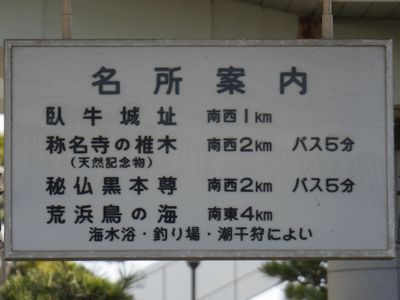 名所案内
臥牛城址 南西1km
称名寺の椎木 南西2km バス5分
(天然記念物)
秘仏黒本尊 南西2km バス5分
荒浜鳥の海 南東4km
海水浴・釣り場・潮干狩によい